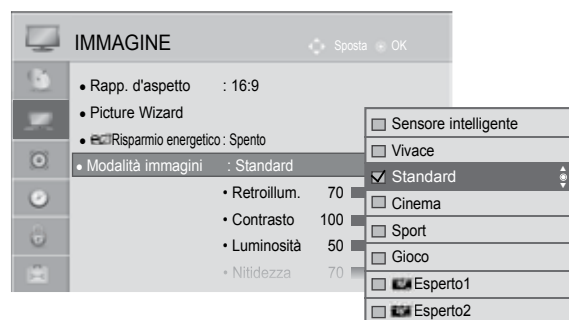 IMMAGINE
Sposta OK
• Rapp. d'aspetto : 16:9
• Picture Wizard
• Risparmio energetico : Spento
• Modalità immagini : Standard
• Retroillum. 70
• Contrasto 100
• Luminosità 50
• Nitidezza 70
Sensore intelligente
Vivace
Standard
Cinema
Sport
Gioco
Esperto1
Esperto2